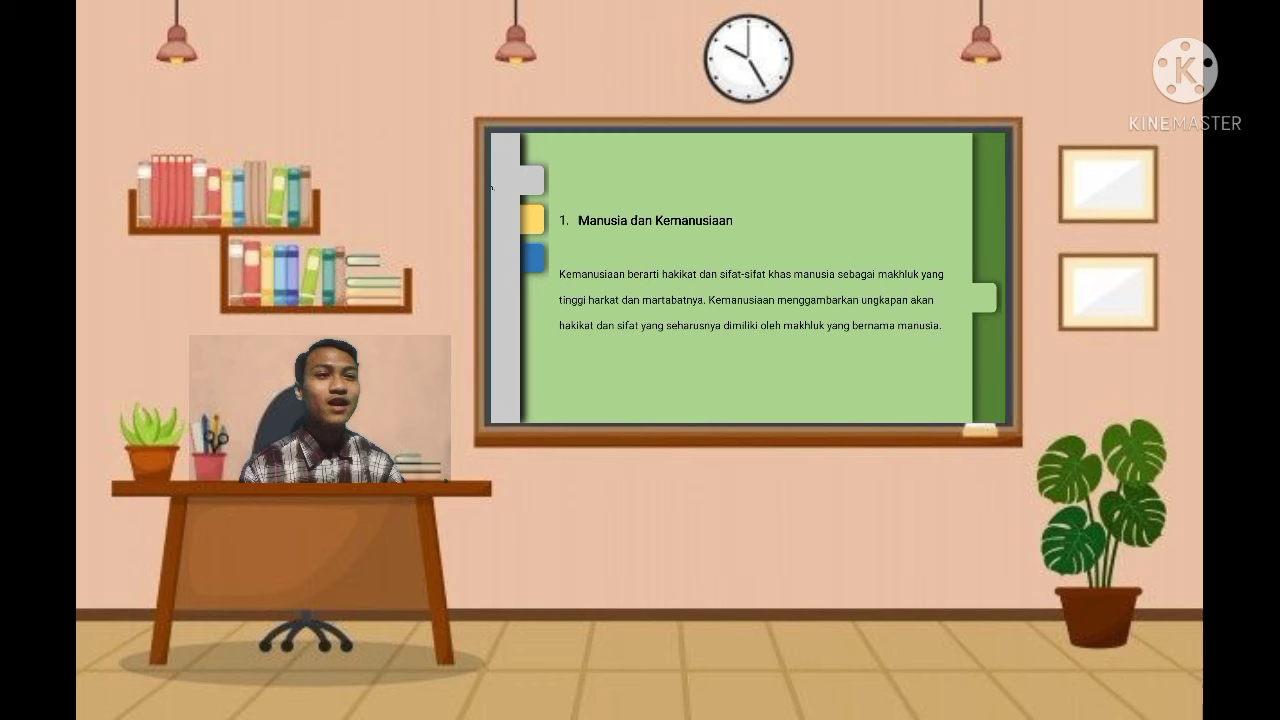 KINEMASTER
n.
1. Manusia dan Kemanusiaan
Kemanusiaan berarti hakikat dan sifat-sifat khas manusia sebagai makhluk yang
tinggi harkat dan martabatnya. Kemanusiaan menggambarkan ungkapan akan
hakikat dan sifat yang seharusnya dimiliki oleh makhluk yang bernama manusia.